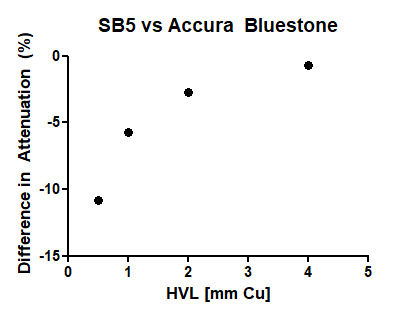 SB5 vs Accura Bluestone
Difference in Attenuation (%)
0
-5
-10
-15
0 1 2 3 4 5
HVL [mm Cu]